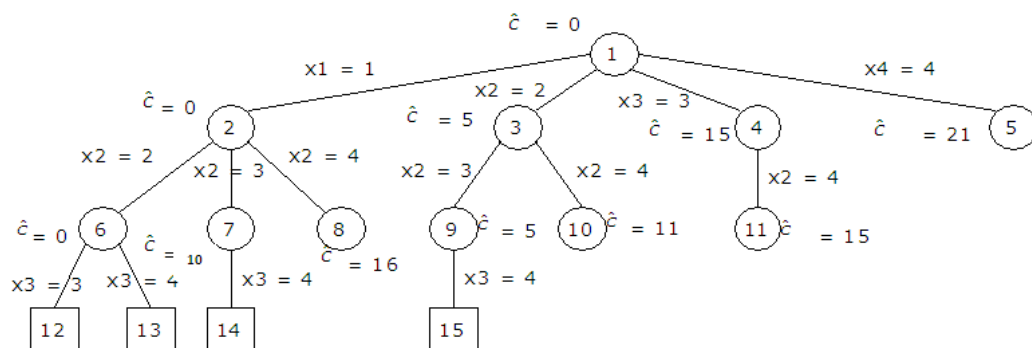 ĉ = 0
1
x1 = 1
x2 = 2
x3 = 3
x4 = 4
ĉ = 0
2
ĉ = 5
3
ĉ = 15
4
ĉ = 21
5
x2 = 2
x2 = 3
x2 = 4
x2 = 3
x2 = 4
x2 = 4
ĉ = 0
6
ĉ = 10
7
8
ĉ = 16
9
ĉ = 5
10
ĉ = 11
11
ĉ = 15
x3 = 3
x3 = 4
x3 = 4
x3 = 4
12
13
14
15